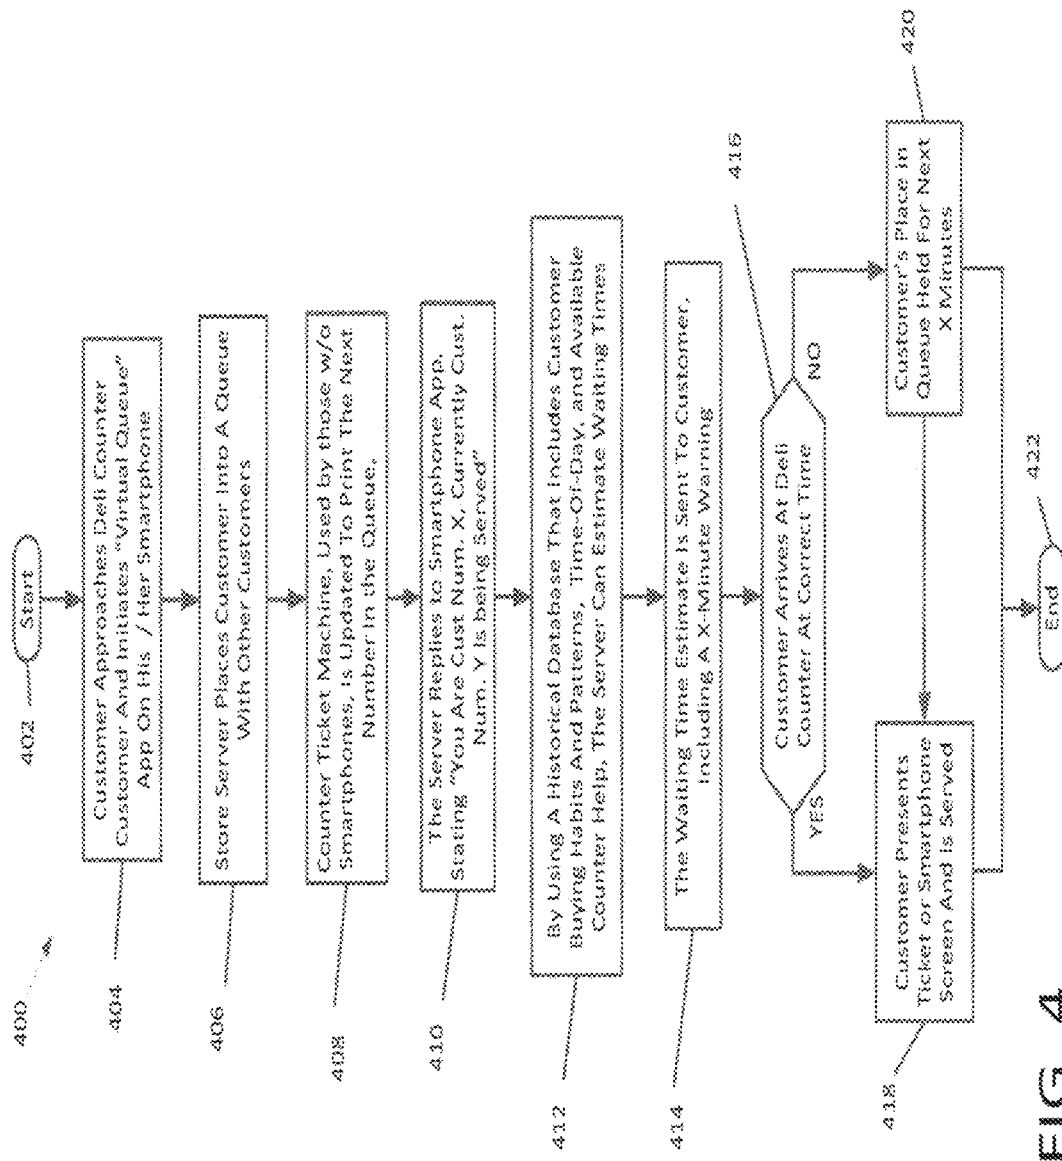 400
402
Start
404
Customer Approaches Deli Counter
Customer And Initiates "Virtual Queue"
App On His / Her Smartphone
406
Store Server Places Customer Into A Queue
With Other Customers
408
Counter Ticket Machine, Used by those w/o
Smartphones, Is Updated To Print The Next
Number In the Queue.
410
The Server Replies to Smartphone App.
Stating "You Are Cust Num. X, Currently Cust.
Num. Y Is being Served"
412
By Using A Historical Database That Includes Customer
Buying Habits And Patterns, Time-Of-Day, and Available
Counter Help, The Server Can Estimate Waiting Times
414
The Waiting Time Estimate Is Sent To Customer,
Including A X-Minute Warning
416
Customer Arrives At Deli
Counter At Correct Time
YES
NO
418
Customer Presents
Ticket or Smartphone
Screen And Is Served
420
Customer's Place in
Queue Held For Next
X Minutes
End
422
FIG. 4